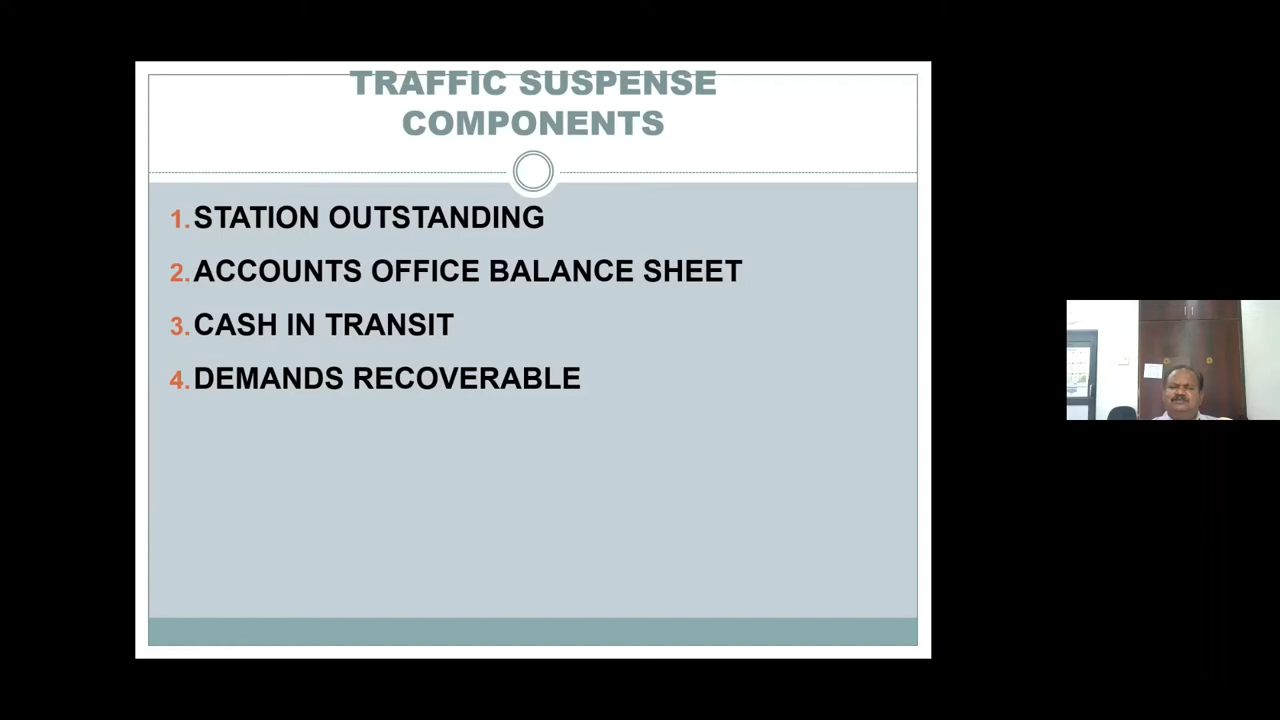 TRAFFIC SUSPENSE
COMPONENTS
1. STATION OUTSTANDING
2. ACCOUNTS OFFICE BALANCE SHEET
3. CASH IN TRANSIT
4. DEMANDS RECOVERABLE